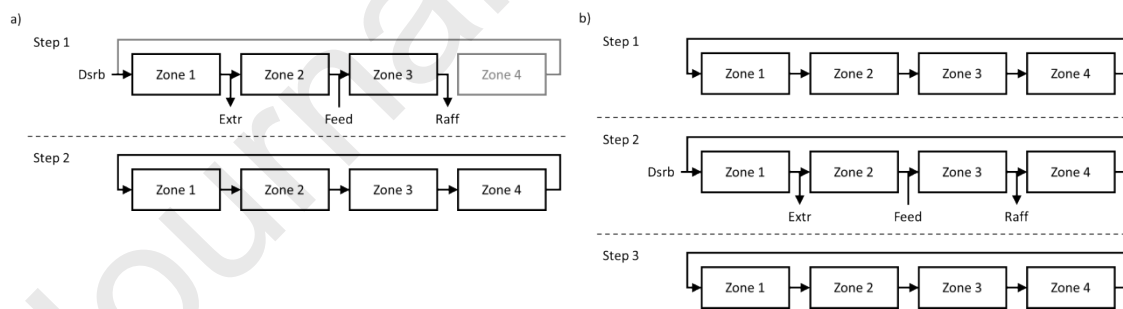 a)
Step 1
Dsrb
Zone 1
Zone 2
Zone 3
Zone 4
Extr
Feed
Raff
Step 2
Zone 1
Zone 2
Zone 3
Zone 4
b)
Step 1
Zone 1
Zone 2
Zone 3
Zone 4
Step 2
Dsrb
Zone 1
Zone 2
Zone 3
Zone 4
Extr
Feed
Raff
Step 3
Zone 1
Zone 2
Zone 3
Zone 4
Journa